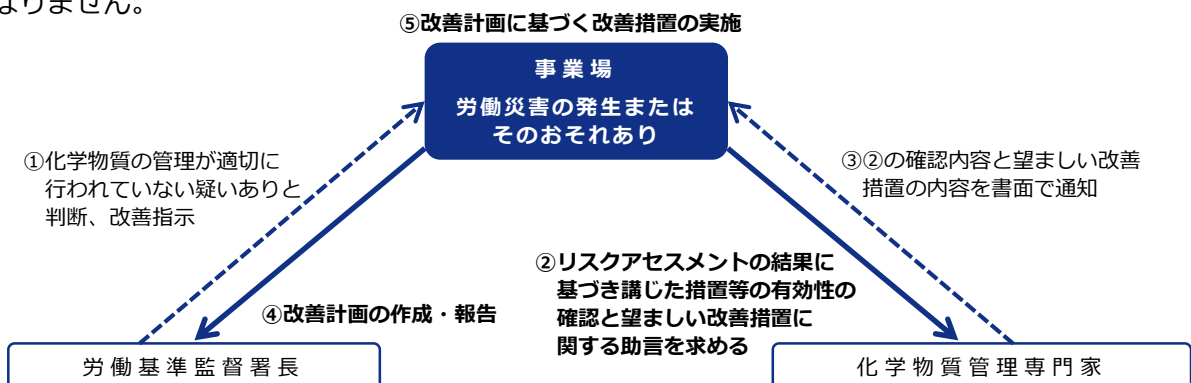 なりません。
⑤改善計画に基づく改善措置の実施
事業場
労働災害の発生または
そのおそれあり
①化学物質の管理が適切に
行われていない疑いありと
判断、改善指示
③②の確認内容と望ましい改善
措置の内容を書面で通知
②リスクアセスメントの結果に
基づき講じた措置等の有効性の
確認と望ましい改善措置に
関する助言を求める
④改善計画の作成・報告
労働基準監督署長
化学物質管理専門家